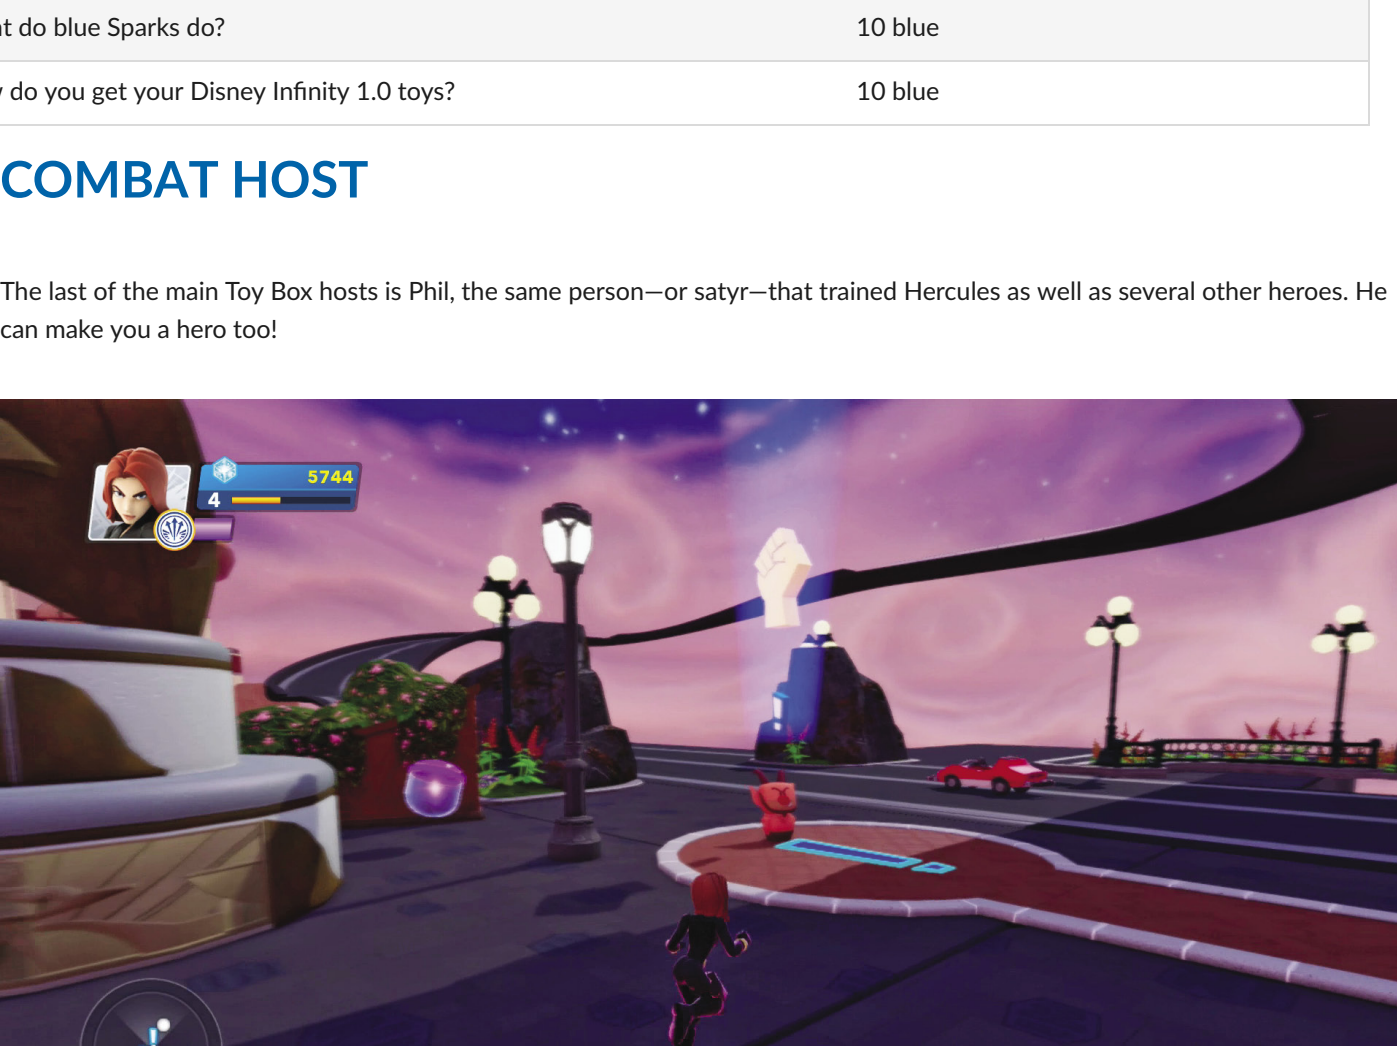 t do blue Sparks do? 10 blue
do you get your Disney Infinity 1.0 toys? 10 blue
COMBAT HOST
The last of the main Toy Box hosts is Phil, the same person—or satyr—that trained Hercules as well as several other heroes. He
can make you a hero too!
5744
4